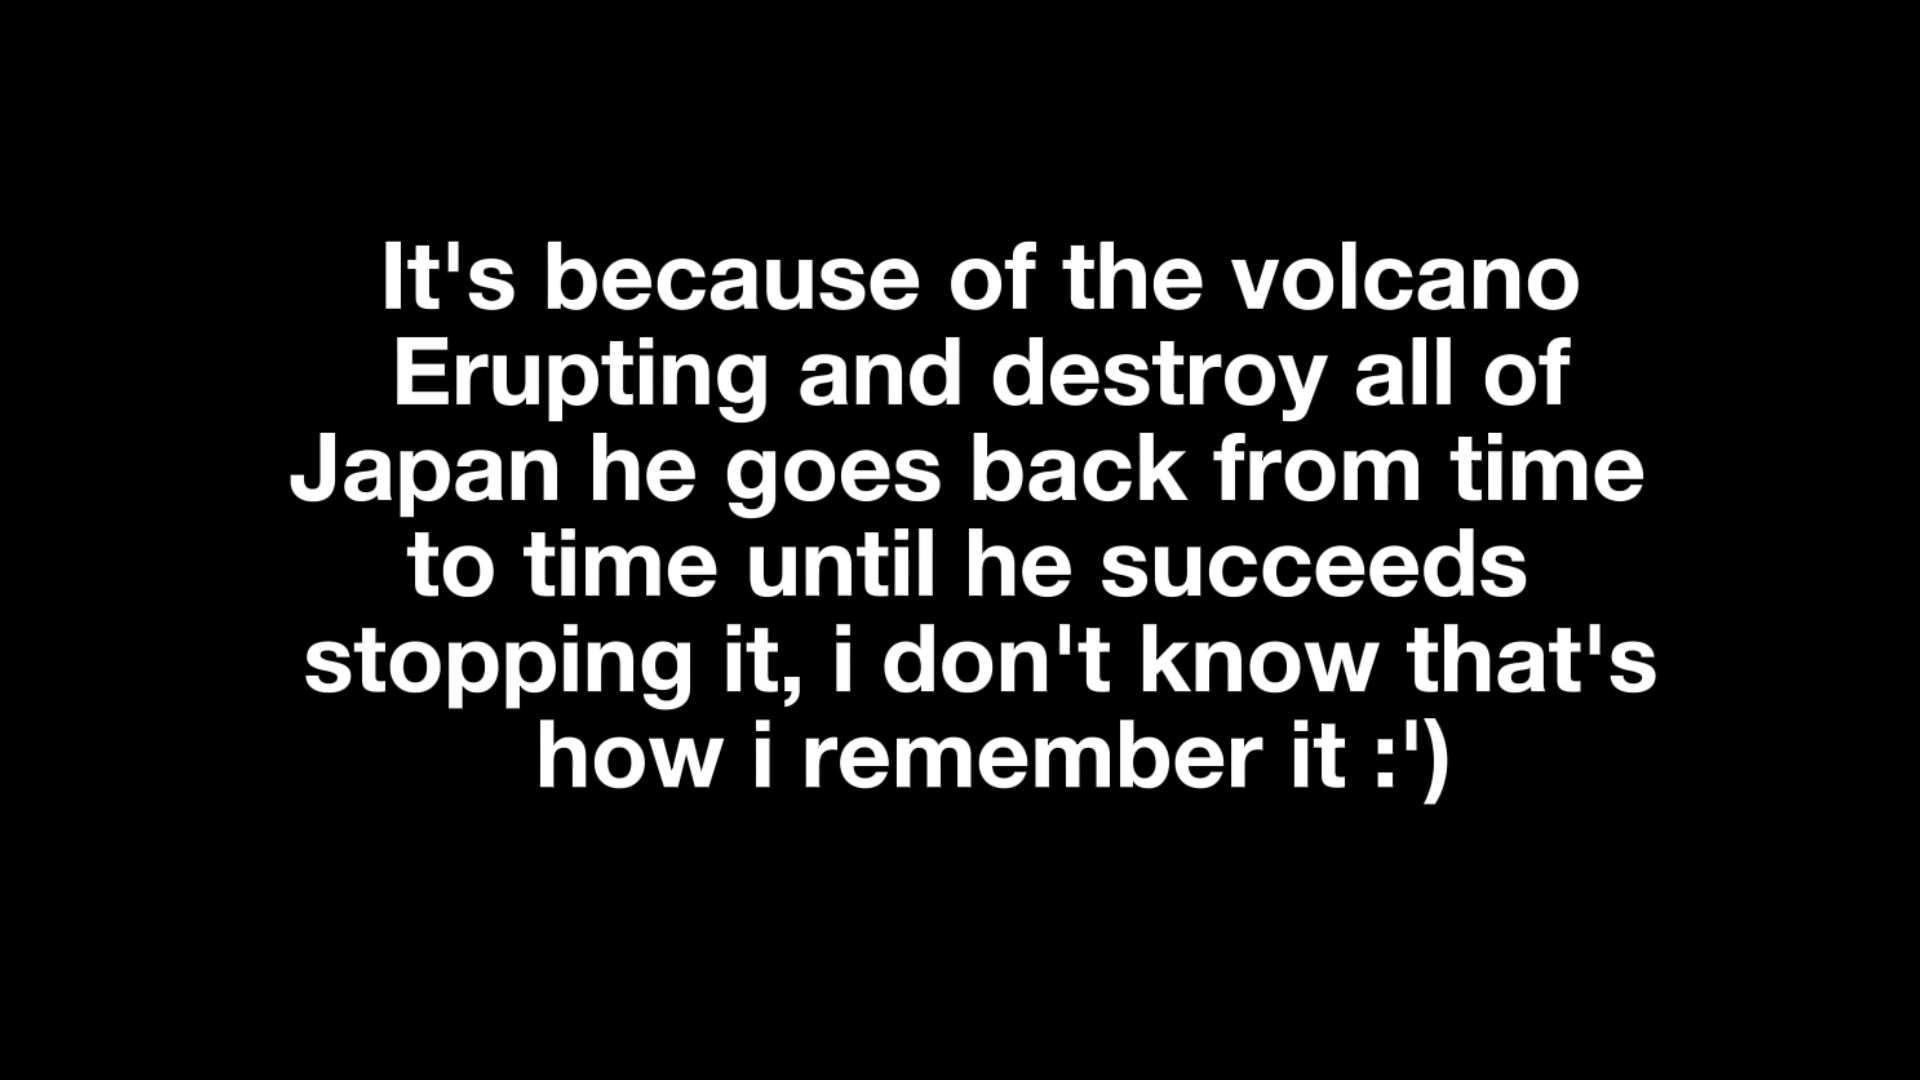 It's because of the volcano
Erupting and destroy all of
Japan he goes back from time
to time until he succeeds
stopping it, i don't know that's
how i remember it :')